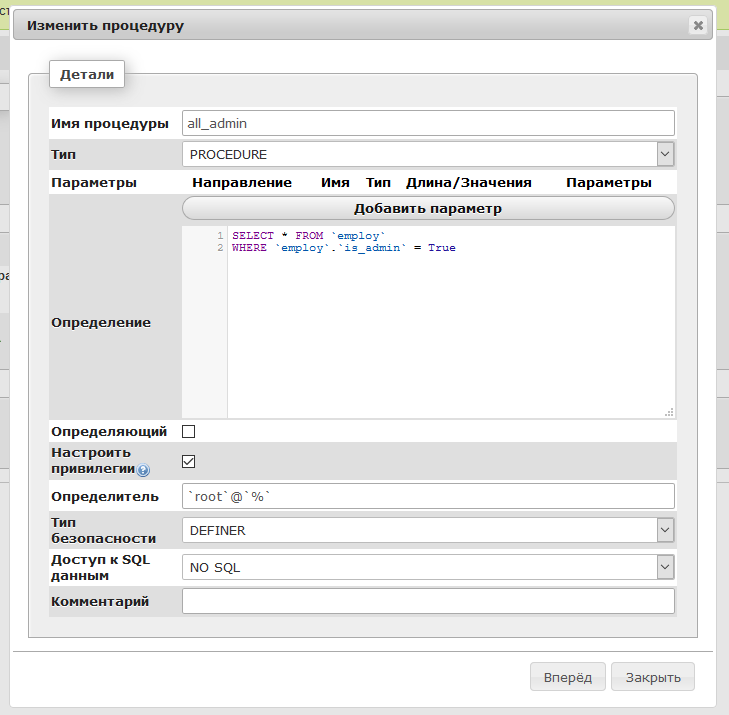 Изменить процедуру
Детали
Имя процедуры all_admin
Тип PROCEDURE
Параметры Направление Имя Тип Длина/Значения Параметры
Добавить параметр
Определение
1 SELECT * FROM `employ`
2 WHERE `employ`.`is_admin` = True
Определяющий
Настроить
привилегии
Определитель `root`@`%`
Тип
безопасности DEFINER
Доступ к SQL
данным NO SQL
Комментарий
Вперёд Закрыть